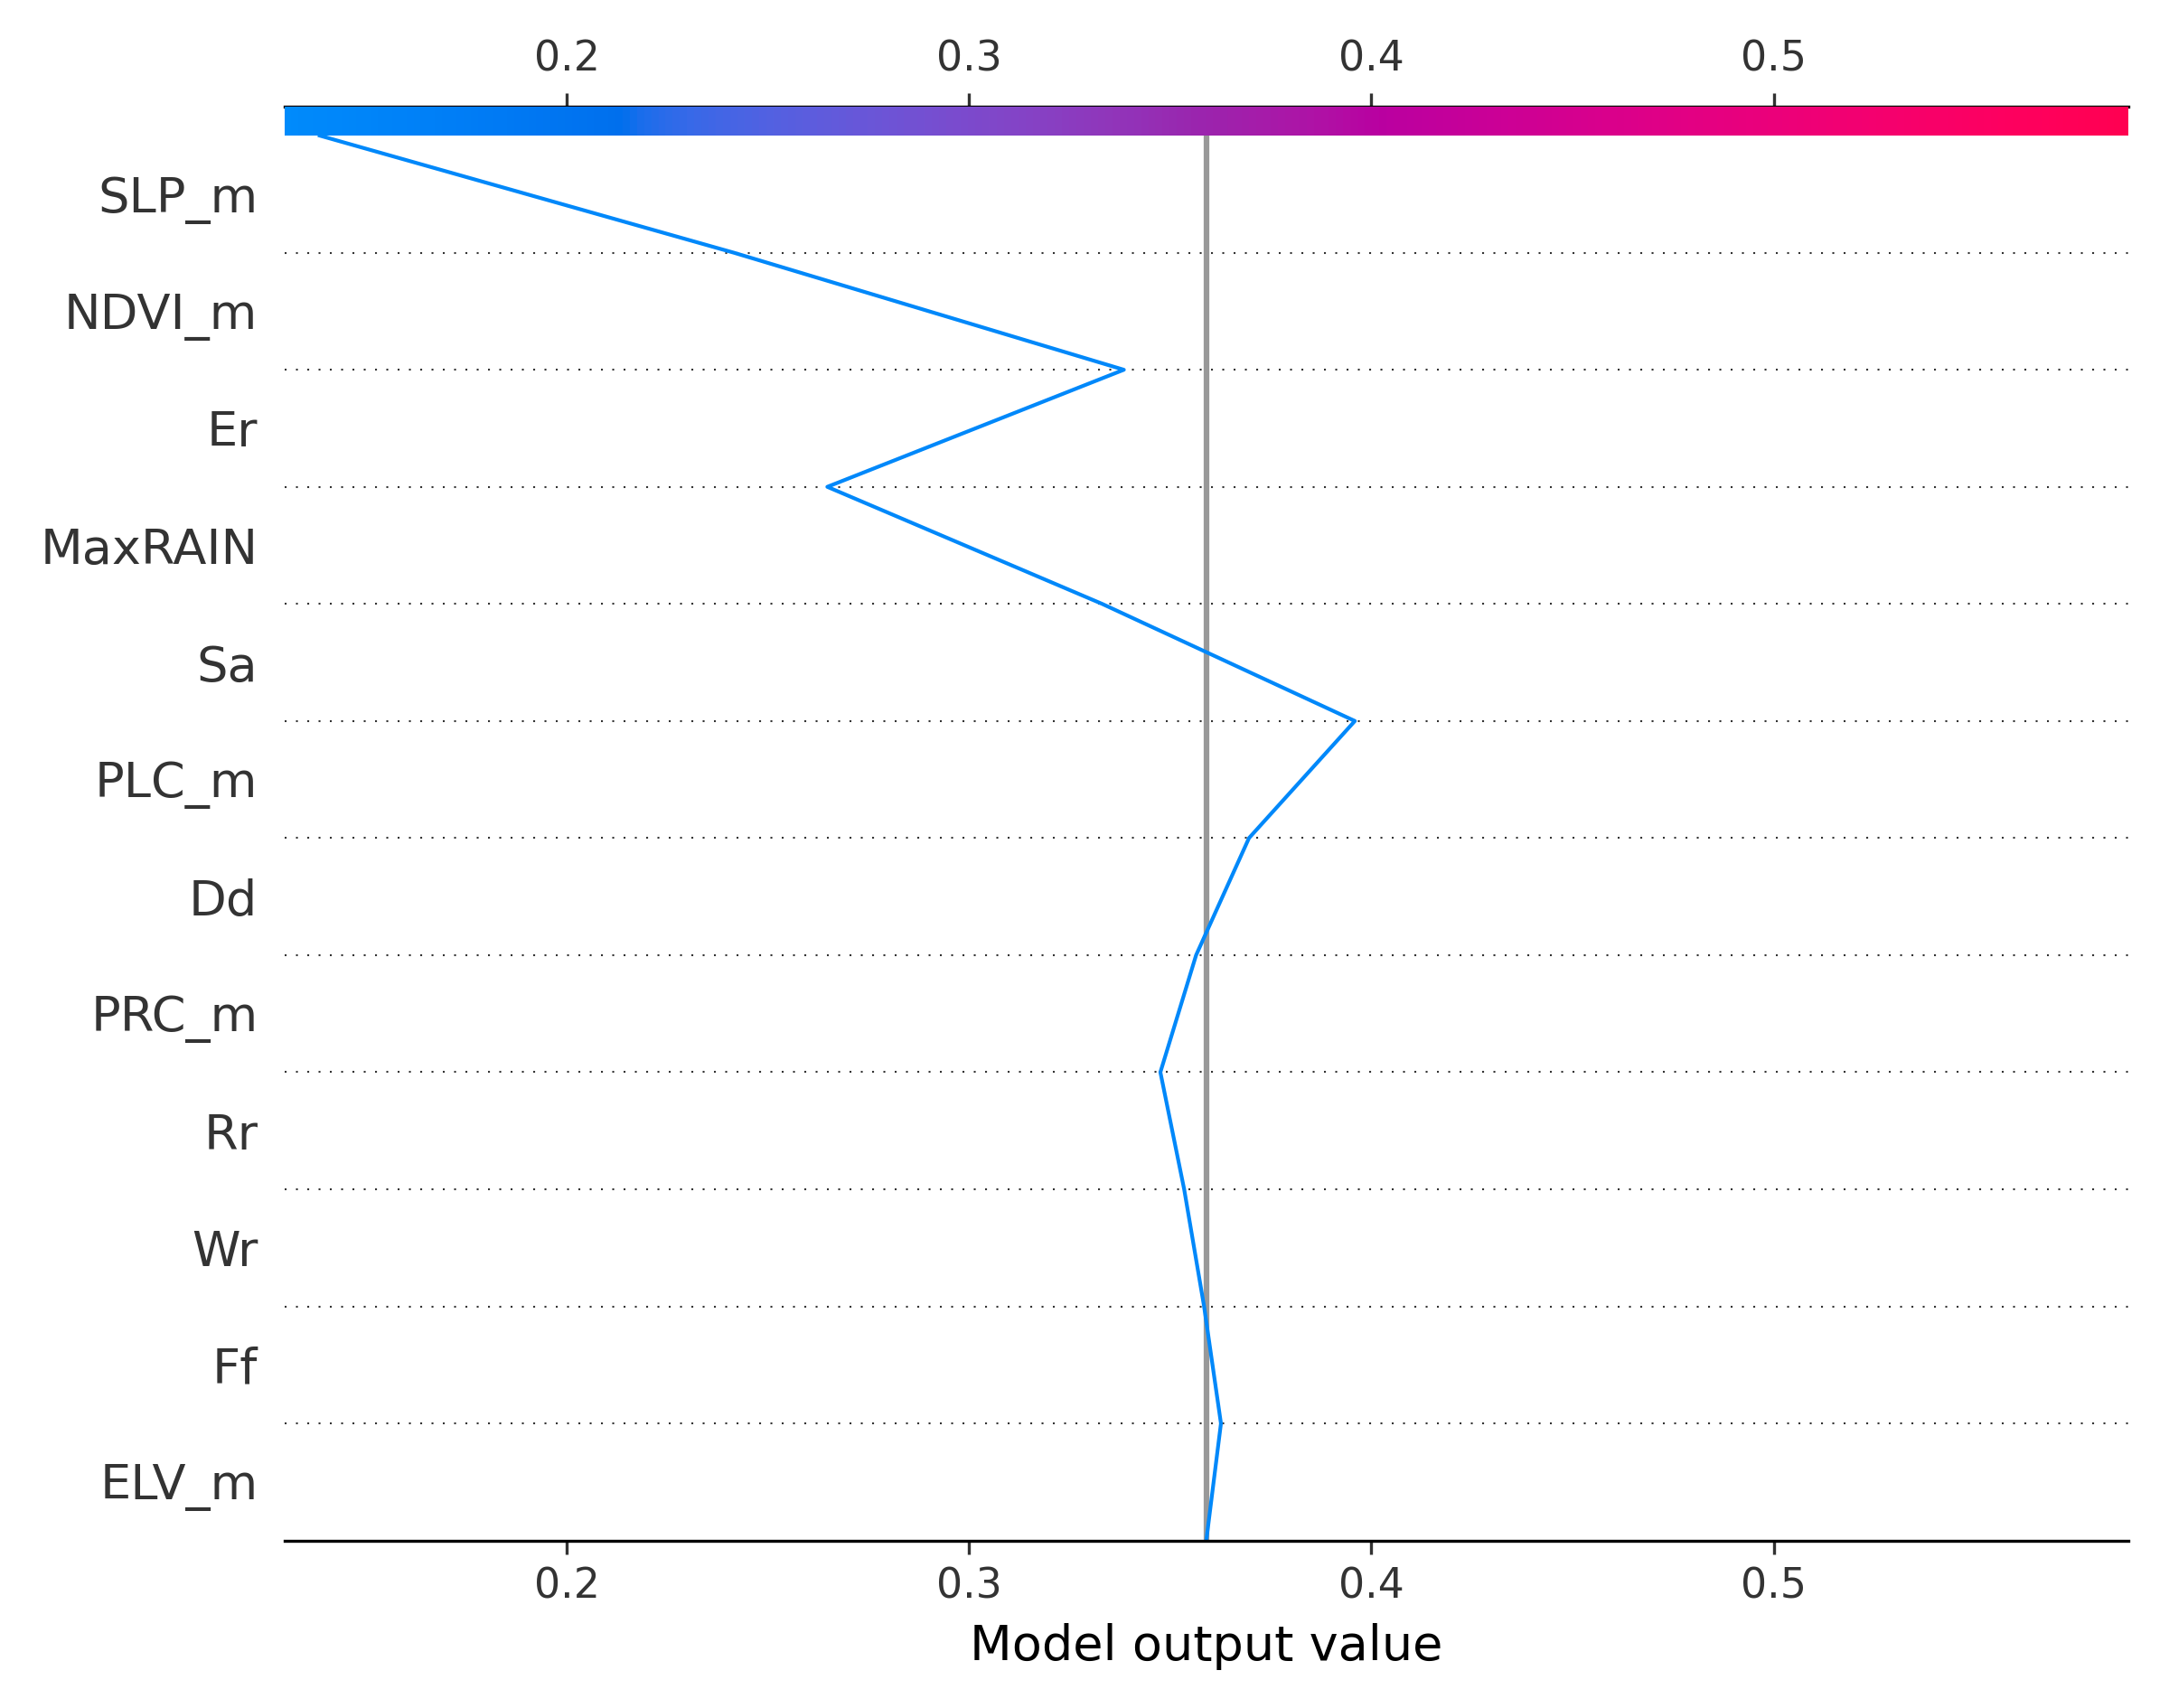 0.2 0.3 0.4 0.5
SLP_m
NDVI_m
Er
MaxRAIN
Sa
PLC_m
Dd
PRC_m
Rr
Wr
Ff
ELV_m
0.2 0.3 0.4 0.5
Model output value